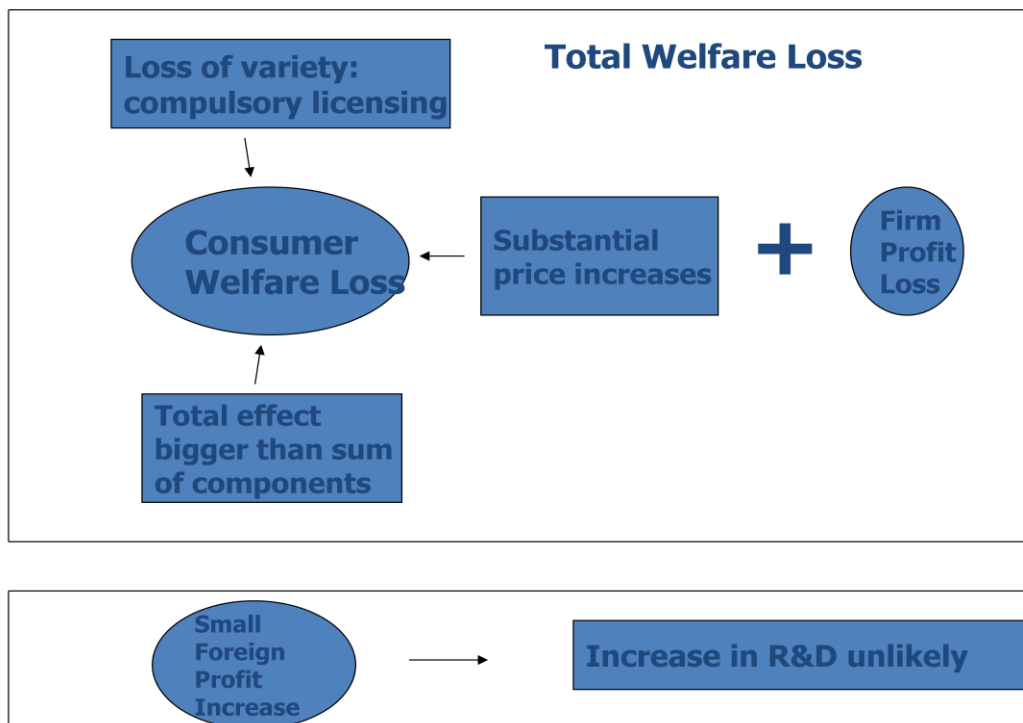 Total Welfare Loss
Loss of variety:
compulsory licensing
Consumer
Welfare Loss
Substantial
price increases
+
Firm
Profit
Loss
Total effect
bigger than sum
of components
Small
Foreign
Profit
Increase
Increase in R&D unlikely